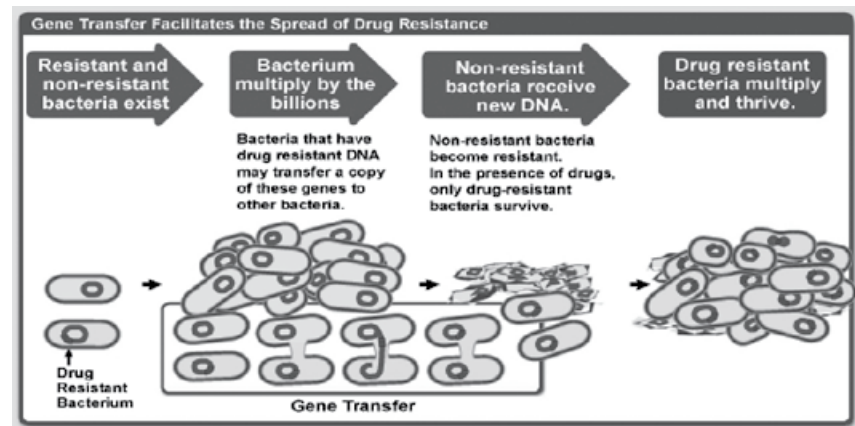 Gene Transfer Facilitates the Spread of Drug Resistance
Resistant and
non-resistant
bacteria exist
Bacterium
multiply by the
billions
Non-resistant
bacteria receive
new DNA.
Drug resistant
bacteria multiply
and thrive.
Bacteria that have
drug resistant DNA
may transfer a copy
of these genes to
other bacteria.
Non-resistant bacteria
become resistant.
In the presence of drugs,
only drug-resistant
bacteria survive.
Drug
Resistant
Bacterium
Gene Transfer